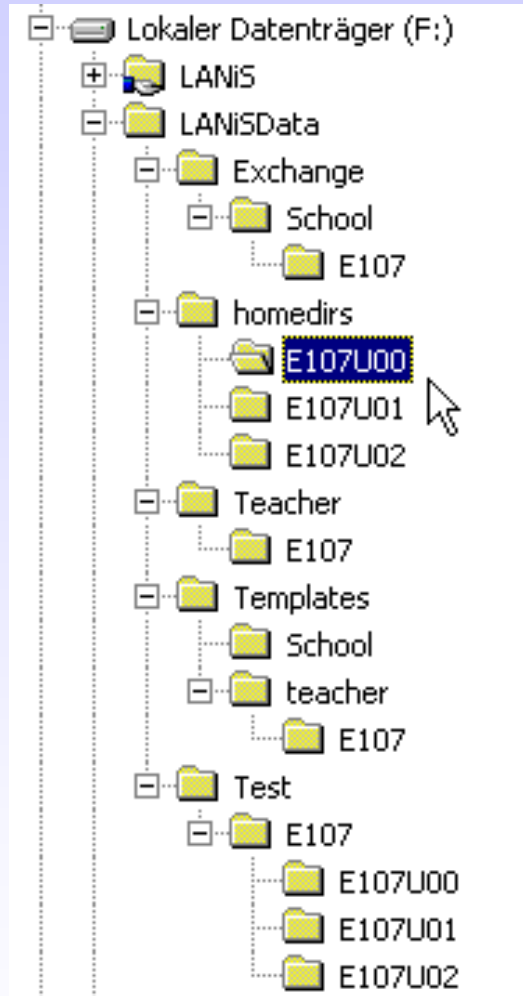 Lokaler Datenträger (F:)
LANiS
LANiSData
Exchange
School
E107
homedirs
E107U00
E107U01
E107U02
Teacher
E107
Templates
School
teacher
E107
Test
E107
E107U00
E107U01
E107U02